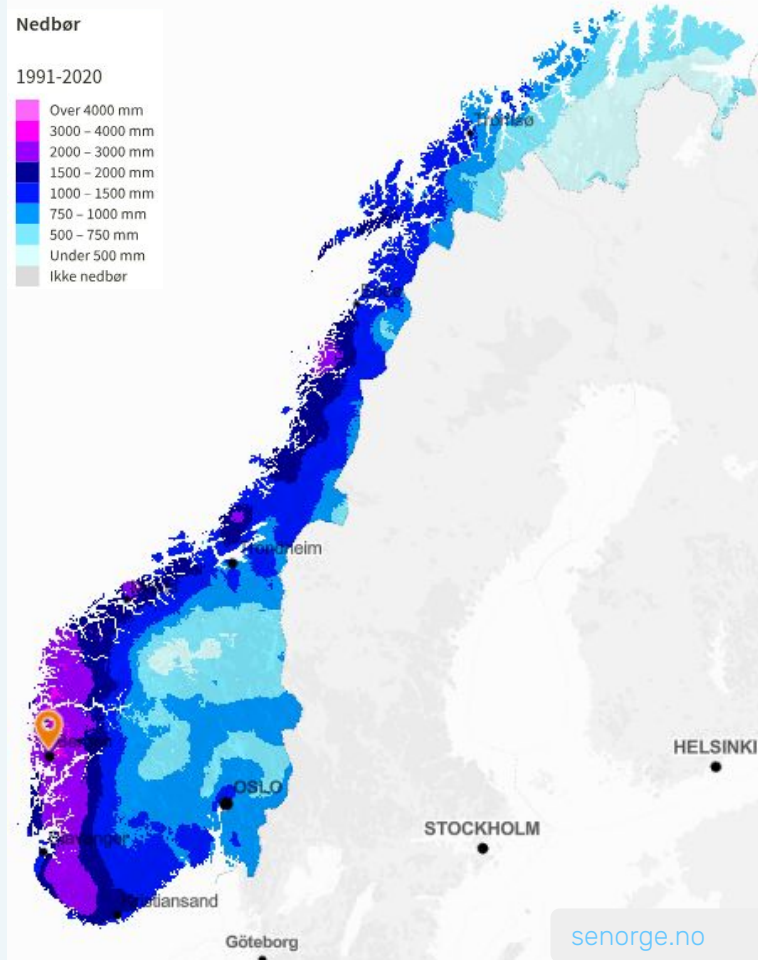 Nedbør
1991-2020
Over 4000 mm
3000 – 4000 mm
2000 – 3000 mm
1500 – 2000 mm
1000 – 1500 mm
750 – 1000 mm
500 – 750 mm
Under 500 mm
Ikke nedbør
Tromsø
Trondheim
HELSINKI
OSLO
STOCKHOLM
Stavanger
Kristiansand
Göteborg
senorge.no